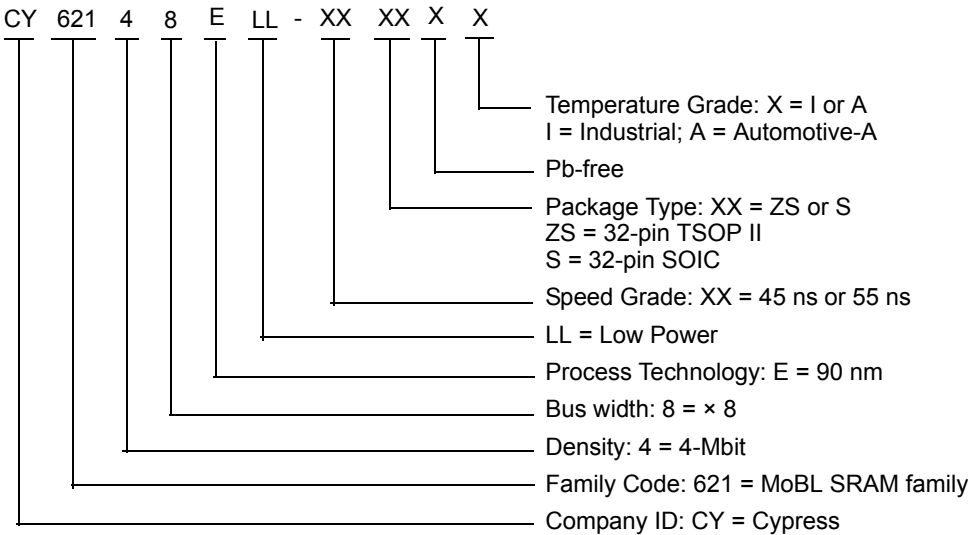 CY 621 4 8 E LL - XX XX X X
Temperature Grade: X = I or A
I = Industrial; A = Automotive-A
Pb-free
Package Type: XX = ZS or S
ZS = 32-pin TSOP II
S = 32-pin SOIC
Speed Grade: XX = 45 ns or 55 ns
LL = Low Power
Process Technology: E = 90 nm
Bus width: 8 = × 8
Density: 4 = 4-Mbit
Family Code: 621 = MoBL SRAM family
Company ID: CY = Cypress